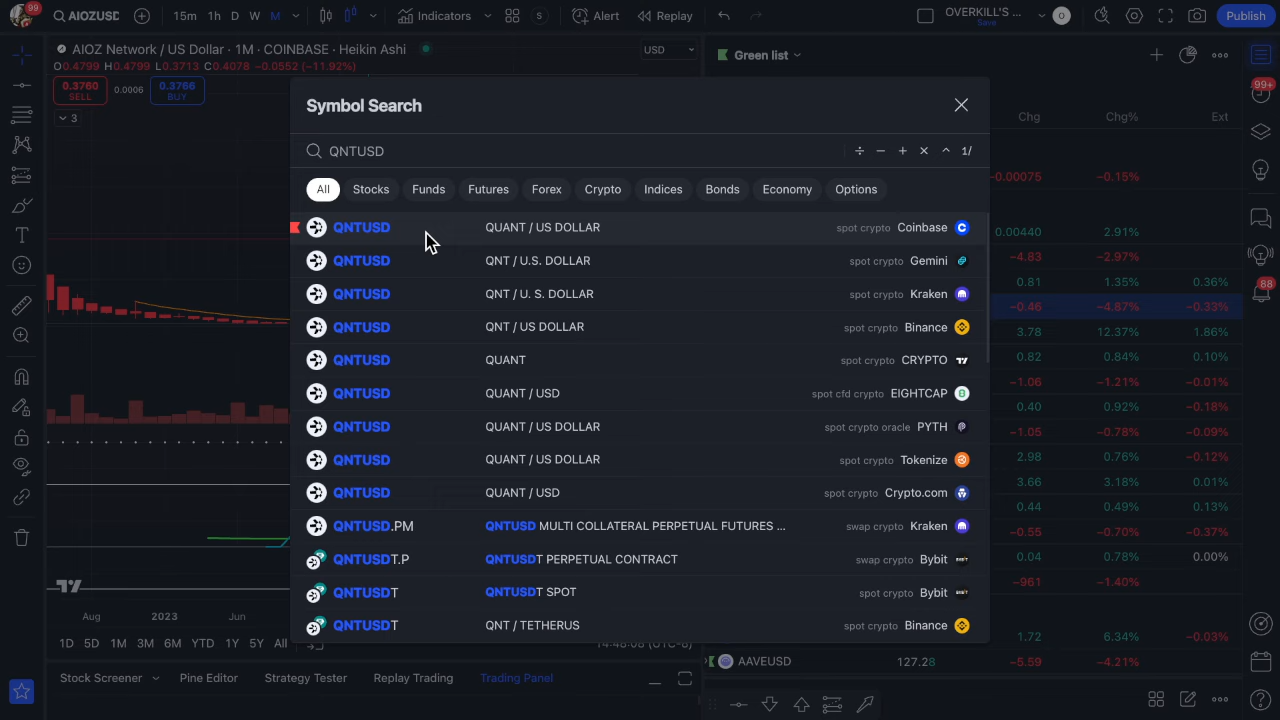 99
AIOZUSD
15m 1h D W M
Indicators
S
Alert
Replay
OVERKILL'S ...
Save
O
Publish
AIOZ Network / US Dollar · 1M · COINBASE · Heikin Ashi
USD
O0.4799 H0.4799 L0.3713 C0.4078 −0.0552 (−11.92%)
0.3760
SELL
0.0006
0.3766
BUY
3
Green list
99+
Chg Chg% Ext
Symbol Search
QNTUSD
1/
All Stocks Funds Futures Forex Crypto Indices Bonds Economy Options
QNTUSD QUANT / US DOLLAR spot crypto Coinbase
QNTUSD QNT / U.S. DOLLAR spot crypto Gemini
QNTUSD QNT / U. S. DOLLAR spot crypto Kraken
QNTUSD QNT / US DOLLAR spot crypto Binance
QNTUSD QUANT spot crypto CRYPTO
QNTUSD QUANT / USD spot cfd crypto EIGHTCAP
QNTUSD QUANT / US DOLLAR spot crypto oracle PYTH
QNTUSD QUANT / US DOLLAR spot crypto Tokenize
QNTUSD QUANT / USD spot crypto Crypto.com
QNTUSD.PM QNTUSD MULTI COLLATERAL PERPETUAL FUTURES ... swap crypto Kraken
QNTUSDT.P QNTUSDT PERPETUAL CONTRACT swap crypto Bybit
QNTUSDT QNTUSDT SPOT spot crypto Bybit
QNTUSDT QNT / TETHERUS spot crypto Binance
−0.00075 −0.15%
0.00440 2.91%
−4.83 −2.97%
0.81 1.35% 0.36%
−0.46 −4.87% −0.33%
3.78 12.37% 1.86%
0.82 0.84% 0.10%
−1.06 −1.21% −0.01%
0.40 0.92% −0.18%
−1.05 −0.78% −0.09%
2.98 0.76% −0.12%
3.66 3.18% 0.01%
0.44 0.49% 0.13%
−0.55 −0.70% −0.37%
0.04 0.78% 0.00%
−961 −1.40%
1.72 6.34% −0.03%
AAVEUSD 127.28 −5.59 −4.21%
88
Aug 2023 Jun
1D 5D 1M 3M 6M YTD 1Y 5Y All
14:48:08 (UTC-8)
Stock Screener Pine Editor Strategy Tester Replay Trading Trading Panel